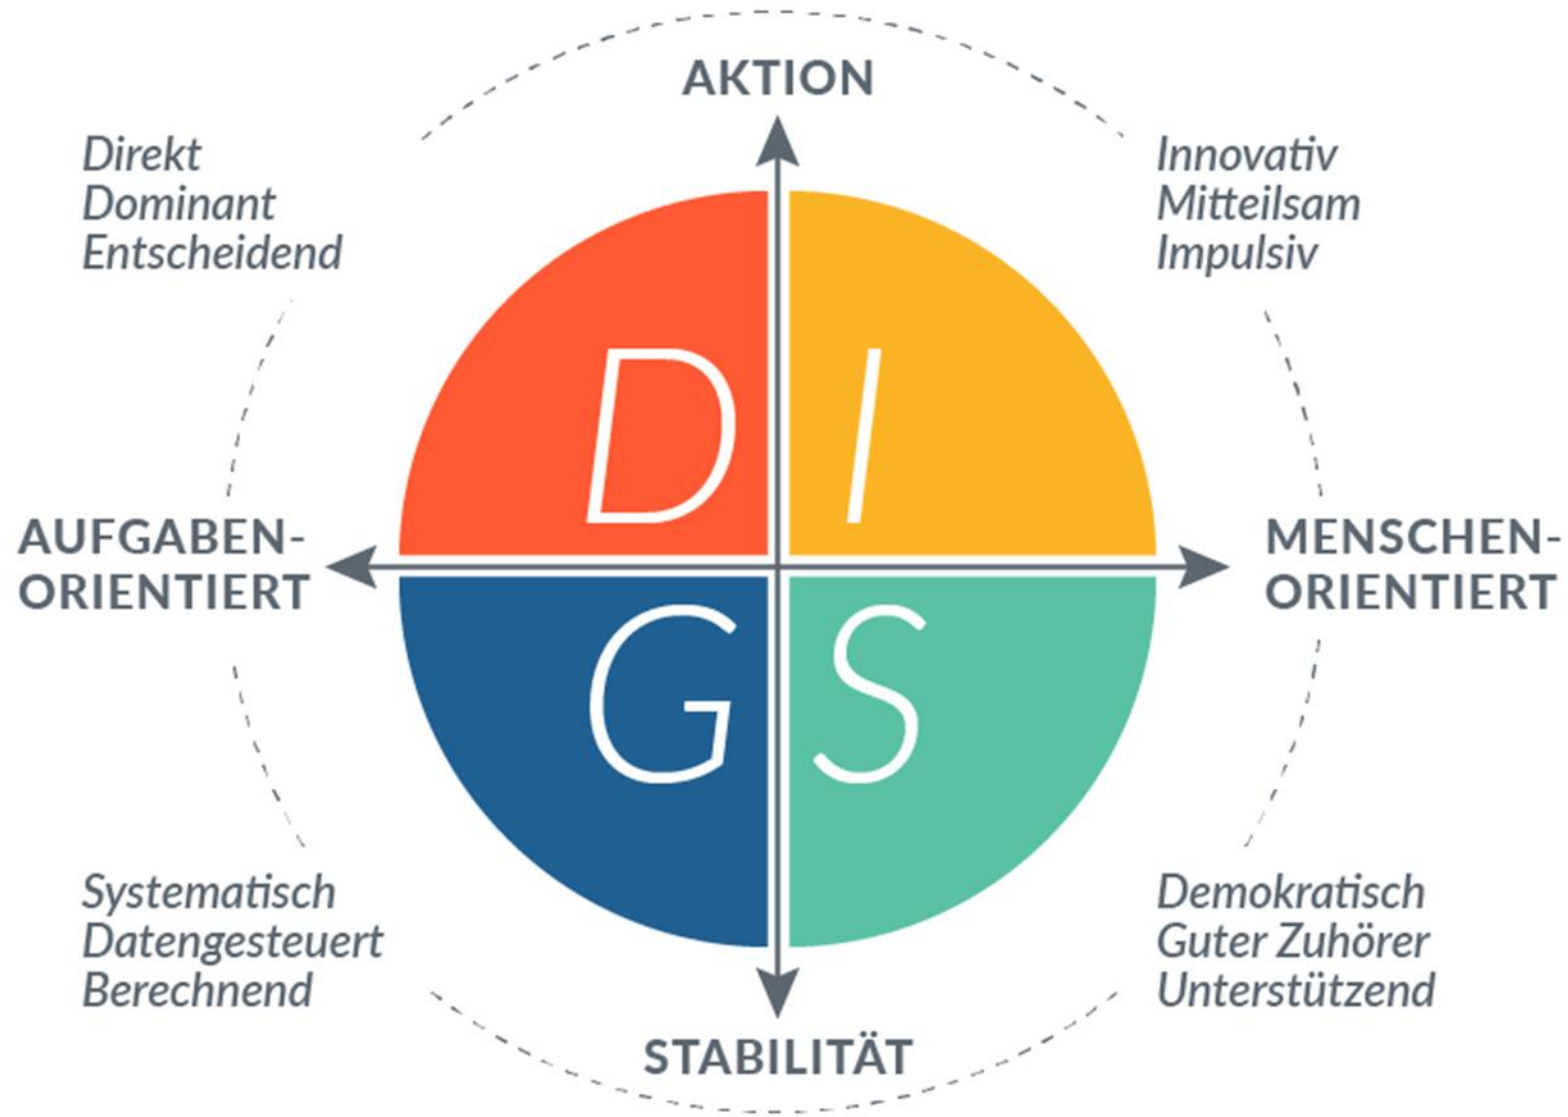 AKTION
Direkt
Dominant
Entscheidend
Innovativ
Mitteilsam
Impulsiv
D
I
AUFGABEN-
ORIENTIERT
MENSCHEN-
ORIENTIERT
G
S
Systematisch
Datengesteuert
Berechnend
Demokratisch
Guter Zuhörer
Unterstützend
STABILITÄT